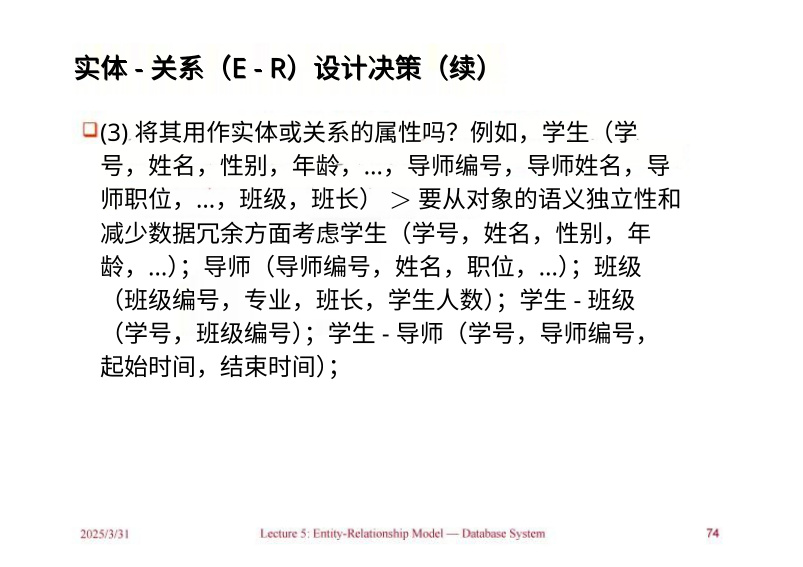 实体 - 关系（E - R）设计决策（续）
(3) 将其用作实体或关系的属性吗？例如，学生（学
号，姓名，性别，年龄，...，导师编号，导师姓名，导
师职位，...，班级，班长） ＞ 要从对象的语义独立性和
减少数据冗余方面考虑学生（学号，姓名，性别，年
龄，...）；导师（导师编号，姓名，职位，...）；班级
（班级编号，专业，班长，学生人数）；学生 - 班级
（学号，班级编号）；学生 - 导师（学号，导师编号，
起始时间，结束时间）；
2025/3/31 Lecture 5: Entity-Relationship Model — Database System 74